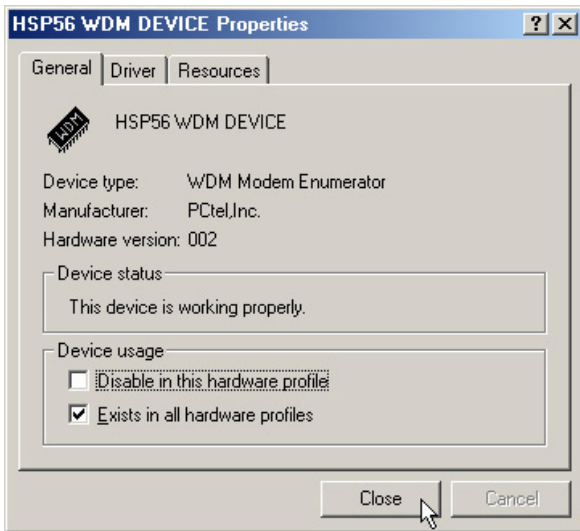 HSP56 WDM DEVICE Properties
?
General Driver Resources
WDM
HSP56 WDM DEVICE
Device type: WDM Modem Enumerator
Manufacturer: PCtel,Inc.
Hardware version: 002
Device status
This device is working properly.
Device usage
Disable in this hardware profile
Exists in all hardware profiles
Close Cancel